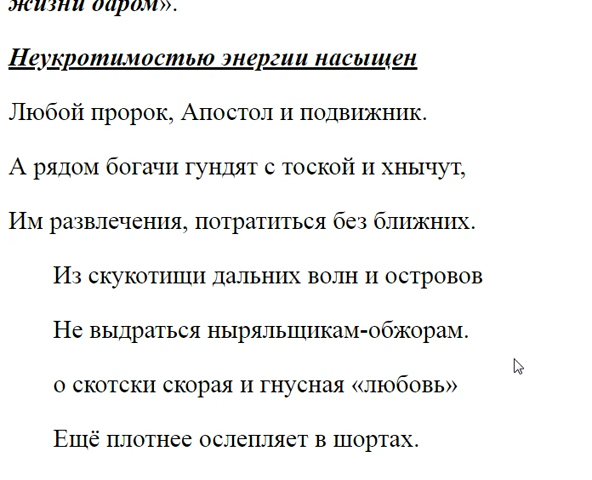 жизни даром».
Неукротимостью энергии насыщен
Любой пророк, Апостол и подвижник.
А рядом богачи гундят с тоской и хнычут,
Им развлечения, потратиться без ближних.
Из скукотищи дальних волн и островов
Не выдраться ныряльщикам-обжорам.
о скотски скорая и гнусная «любовь»
Ещё плотнее ослепляет в шортах.